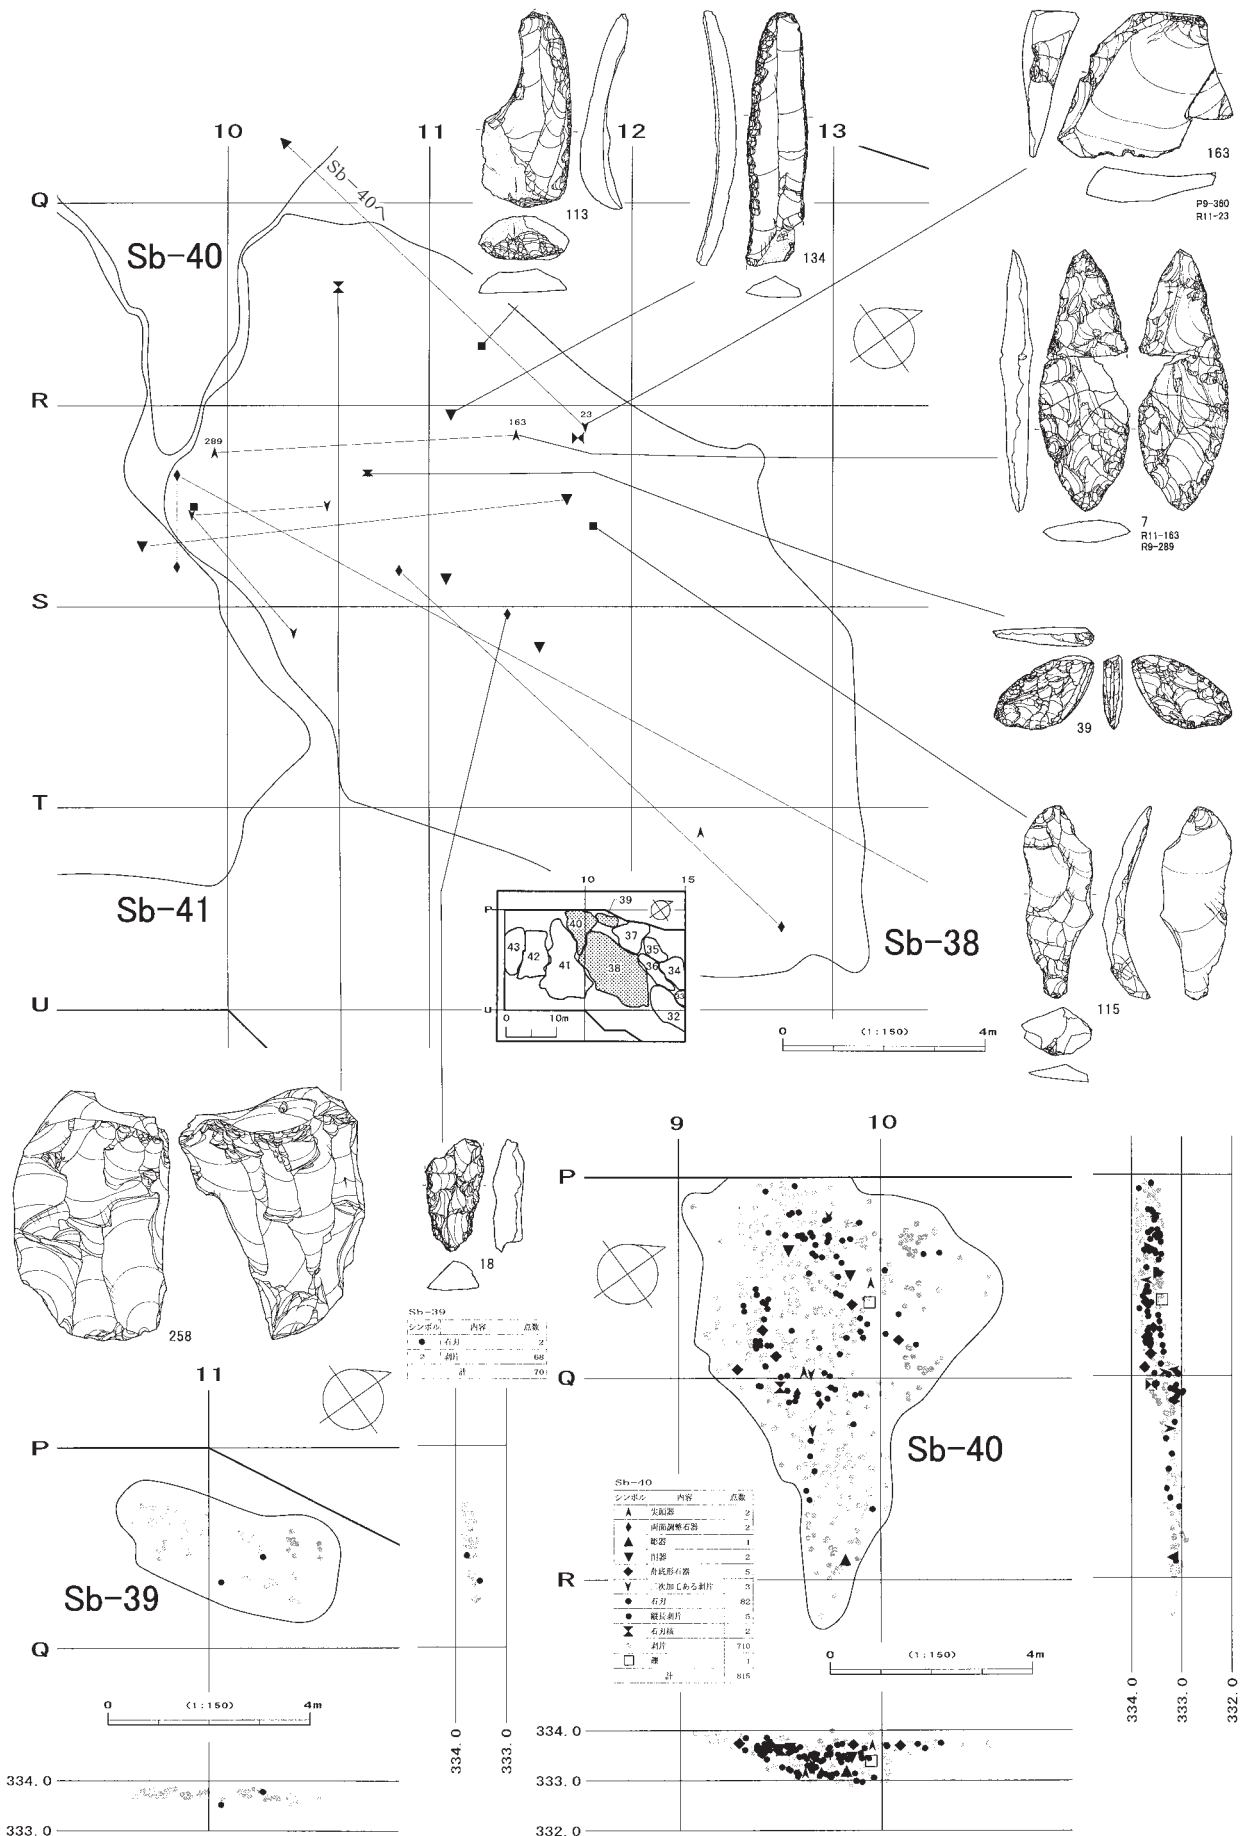 10
11
12
13
Q
R
S
T
U
Sb-40
Sb-40へ
Sb-41
Sb-38
113
134
163
P9-360
R11-23
7
R11-163
R9-289
39
115
258
18
289
163
23
10
15
P
U
39
40
37
43
42
41
38
35
36
34
33
32
0
10m
0
(1:150)
4m
Sb-39
シンボル 内容 点数
石刃 2
剥片 68
計 70
11
P
Q
Sb-39
0
(1:150)
4m
334.0
333.0
334.0
333.0
9
10
P
Q
R
Sb-40
Sb-40
シンボル 内容 点数
尖頭器 2
両面調整石器 2
彫器 1
削器 2
舟底形石器 5
二次加工ある剥片 3
石刃 82
縦長剥片 5
石刃核 2
剥片 710
礫 1
計 815
0
(1:150)
4m
334.0
333.0
332.0
334.0
333.0
332.0